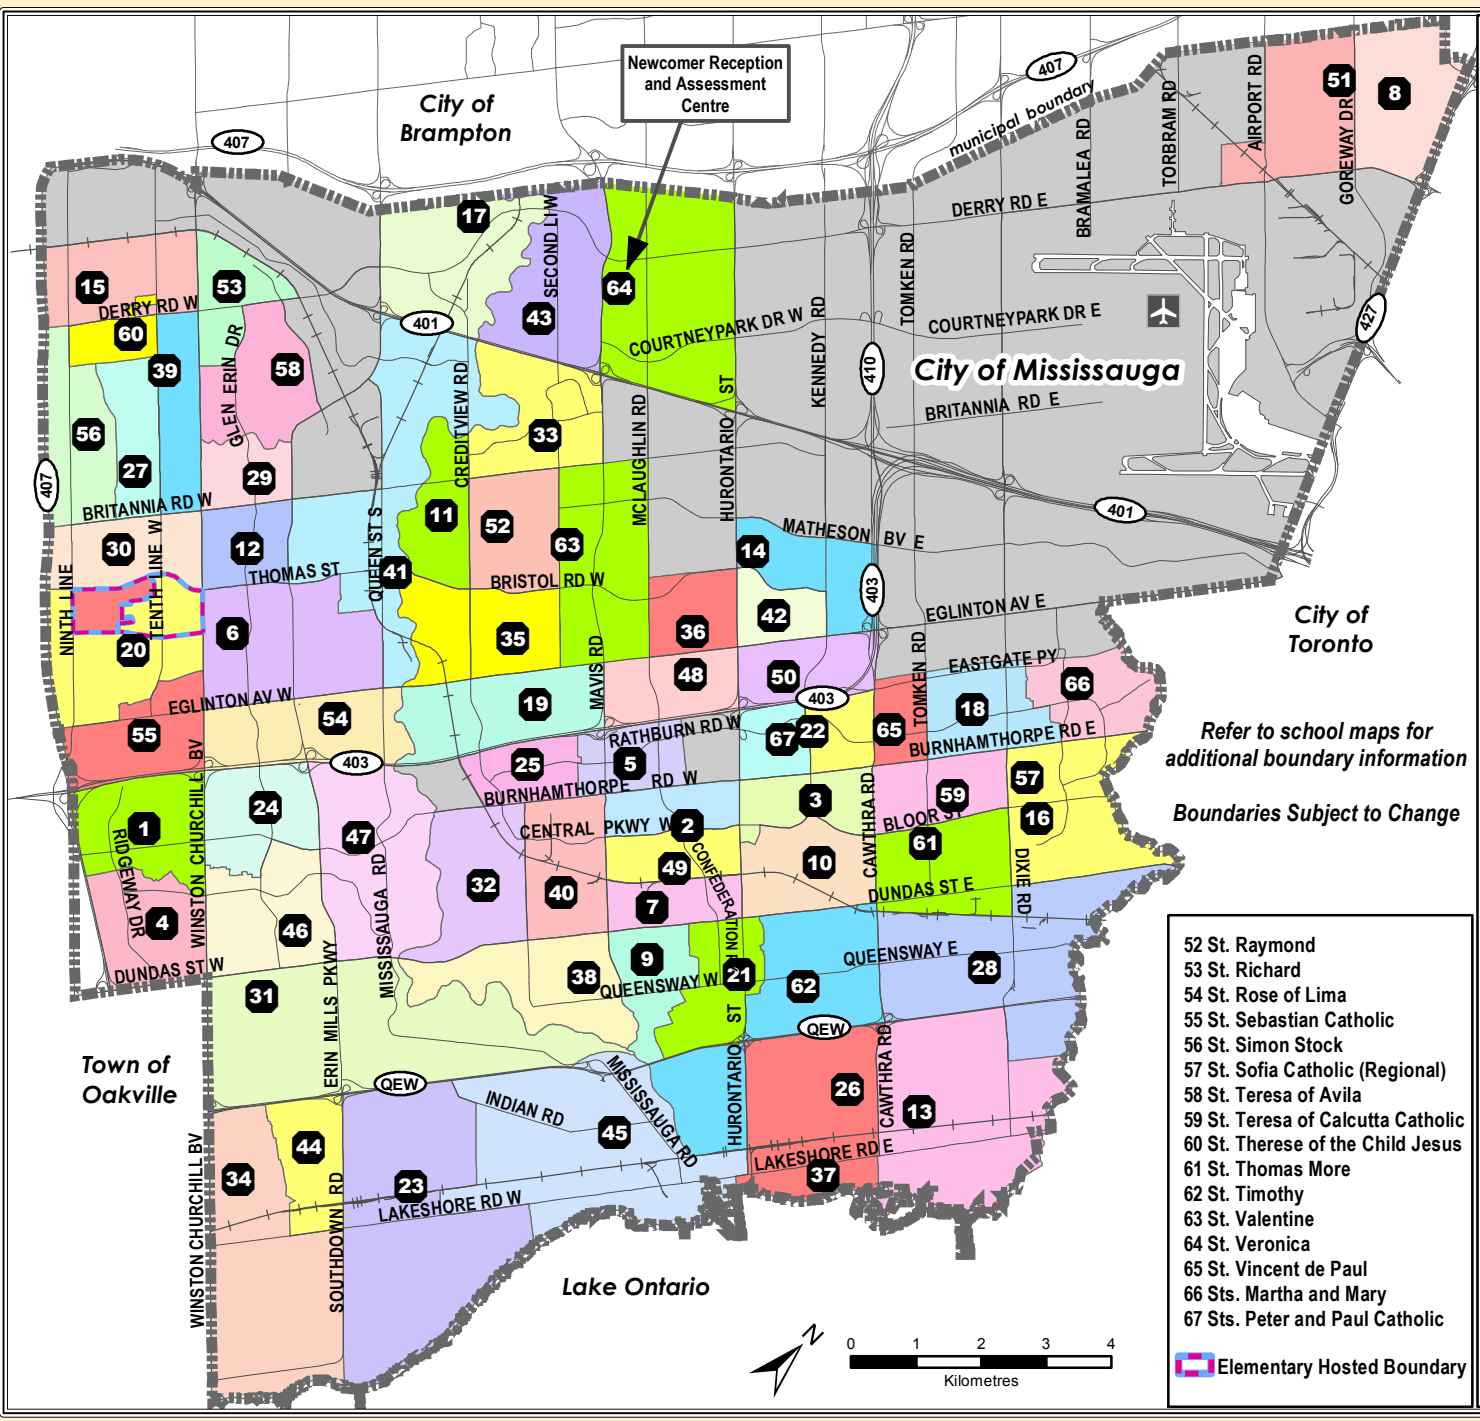 Newcomer Reception
and Assessment
Centre
City of
Brampton
407
407
municipal boundary
BRAMALEA RD
TORBRAM RD
AIRPORT RD
GOREWAY DR
51
8
DERRY RD E
17
SECOND LI W
64
43
15
53
DERRY RD W
60
39
GLEN ERIN DR
58
401
COURTNEYPARK DR W
KENNEDY RD
TOMKEN RD
COURTNEYPARK DR E
410
427
City of Mississauga
BRITANNIA RD E
CREDITVIEW RD
33
MCLAUGHLIN RD
HURONTARIO ST
56
27
29
407
BRITANNIA RD W
11
52
63
401
MATHESON BV E
14
30
12
THOMAS ST
QUEEN ST S
41
BRISTOL RD W
403
EGLINTON AV E
NINTH LINE
TENTH LINE W
6
20
35
36
42
City of
Toronto
MAVIS RD
48
50
TOMKEN RD
EASTGATE PY
66
EGLINTON AV W
54
19
403
55
RATHBURN RD W
67
22
65
18
BURNHAMTHORPE RD E
Refer to school maps for
additional boundary information
WINSTON CHURCHILL BV
403
25
5
BURNHAMTHORPE RD W
57
59
Boundaries Subject to Change
1
RIDGEWAY DR
24
47
MISSISSAUGA RD
CENTRAL PKWY W
2
3
CAWTHRA RD
BLOOR ST
16
61
49
CONFEDERATION P
10
32
40
7
DUNDAS ST E
DIXIE RD
4
46
DUNDAS ST W
ERIN MILLS PKWY
38
9
QUEENSWAY W
21
62
QUEENSWAY E
28
31
QEW
Town of
Oakville
QEW
INDIAN RD
MISSISSAUGA RD
HURONTARIO ST
26
CAWTHRA RD
13
45
44
34
23
LAKESHORE RD E
37
LAKESHORE RD W
WINSTON CHURCHILL BV
SOUTHDOWN RD
Lake Ontario
N
0 1 2 3 4
Kilometres
52 St. Raymond
53 St. Richard
54 St. Rose of Lima
55 St. Sebastian Catholic
56 St. Simon Stock
57 St. Sofia Catholic (Regional)
58 St. Teresa of Avila
59 St. Teresa of Calcutta Catholic
60 St. Therese of the Child Jesus
61 St. Thomas More
62 St. Timothy
63 St. Valentine
64 St. Veronica
65 St. Vincent de Paul
66 Sts. Martha and Mary
67 Sts. Peter and Paul Catholic
Elementary Hosted Boundary